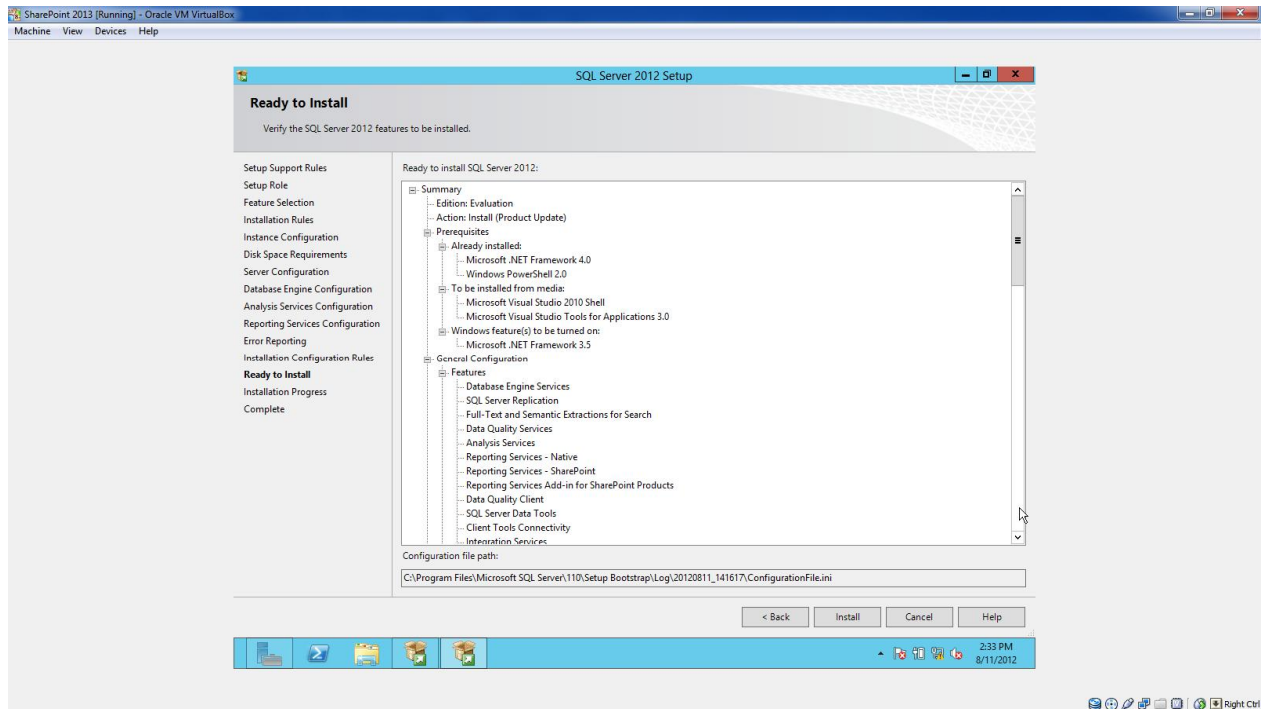 SharePoint 2013 [Running] - Oracle VM VirtualBox
Machine View Devices Help
SQL Server 2012 Setup
Ready to Install
Verify the SQL Server 2012 features to be installed.
Setup Support Rules
Setup Role
Feature Selection
Installation Rules
Instance Configuration
Disk Space Requirements
Server Configuration
Database Engine Configuration
Analysis Services Configuration
Reporting Services Configuration
Error Reporting
Installation Configuration Rules
Ready to Install
Installation Progress
Complete
Ready to install SQL Server 2012:
Summary
Edition: Evaluation
Action: Install (Product Update)
Prerequisites
Already installed:
Microsoft .NET Framework 4.0
Windows PowerShell 2.0
To be installed from media:
Microsoft Visual Studio 2010 Shell
Microsoft Visual Studio Tools for Applications 3.0
Windows feature(s) to be turned on:
Microsoft .NET Framework 3.5
General Configuration
Features
Database Engine Services
SQL Server Replication
Full-Text and Semantic Extractions for Search
Data Quality Services
Analysis Services
Reporting Services - Native
Reporting Services - SharePoint
Reporting Services Add-in for SharePoint Products
Data Quality Client
SQL Server Data Tools
Client Tools Connectivity
Integration Services
Configuration file path:
C:\Program Files\Microsoft SQL Server\110\Setup Bootstrap\Log\20120811_141617\ConfigurationFile.ini
< Back Install Cancel Help
2:33 PM
8/11/2012
Right Ctrl